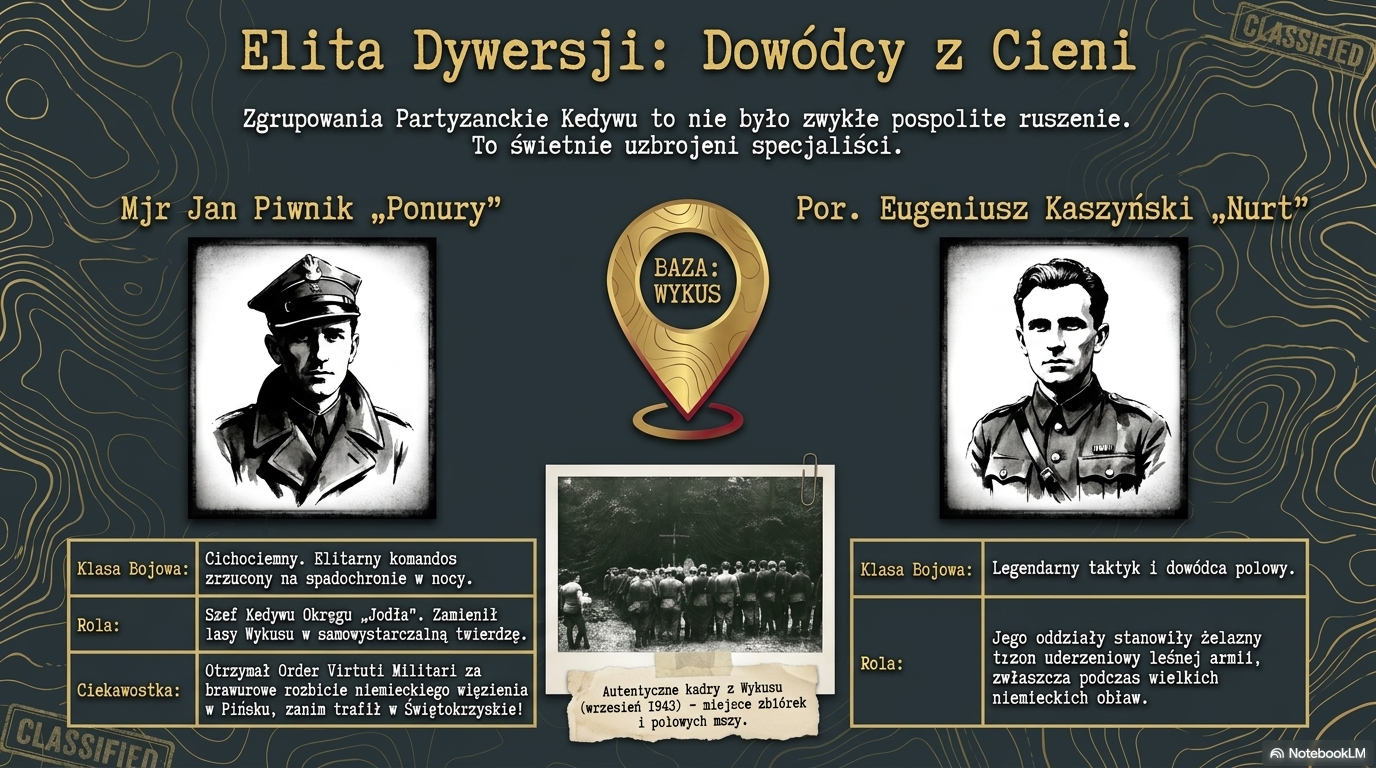 Elita Dywersji: Dowódcy z Cieni
CLASSIFIED
Zgrupowania Partyzanckie Kedywu to nie było zwykłe pospolite ruszenie.
To świetnie uzbrojeni specjaliści.
Mjr Jan Piwnik „Ponury”
BAZA:
WYKUS
Por. Eugeniusz Kaszyński „Nurt”
Klasa Bojowa:
Cichociemny. Elitarny komandos
zrzucony na spadochronie w nocy.
Rola:
Szef Kedywu Okręgu „Jodła”. Zamienił
lasy Wykusu w samowystarczalną twierdzę.
Ciekawostka:
Otrzymał Order Virtuti Militari za
brawurowe rozbicie niemieckiego więzienia
w Pińsku, zanim trafił w Świętokrzyskie!
Autentyczne kadry z Wykusu
(wrzesień 1943) – miejsce zbiórek
i polowych mszy.
Klasa Bojowa:
Legendarny taktyk i dowódca polowy.
Rola:
Jego oddziały stanowiły żelazny
trzon uderzeniowy leśnej armii,
zwłaszcza podczas wielkich
niemieckich obław.
CLASSIFIED
NotebookLM